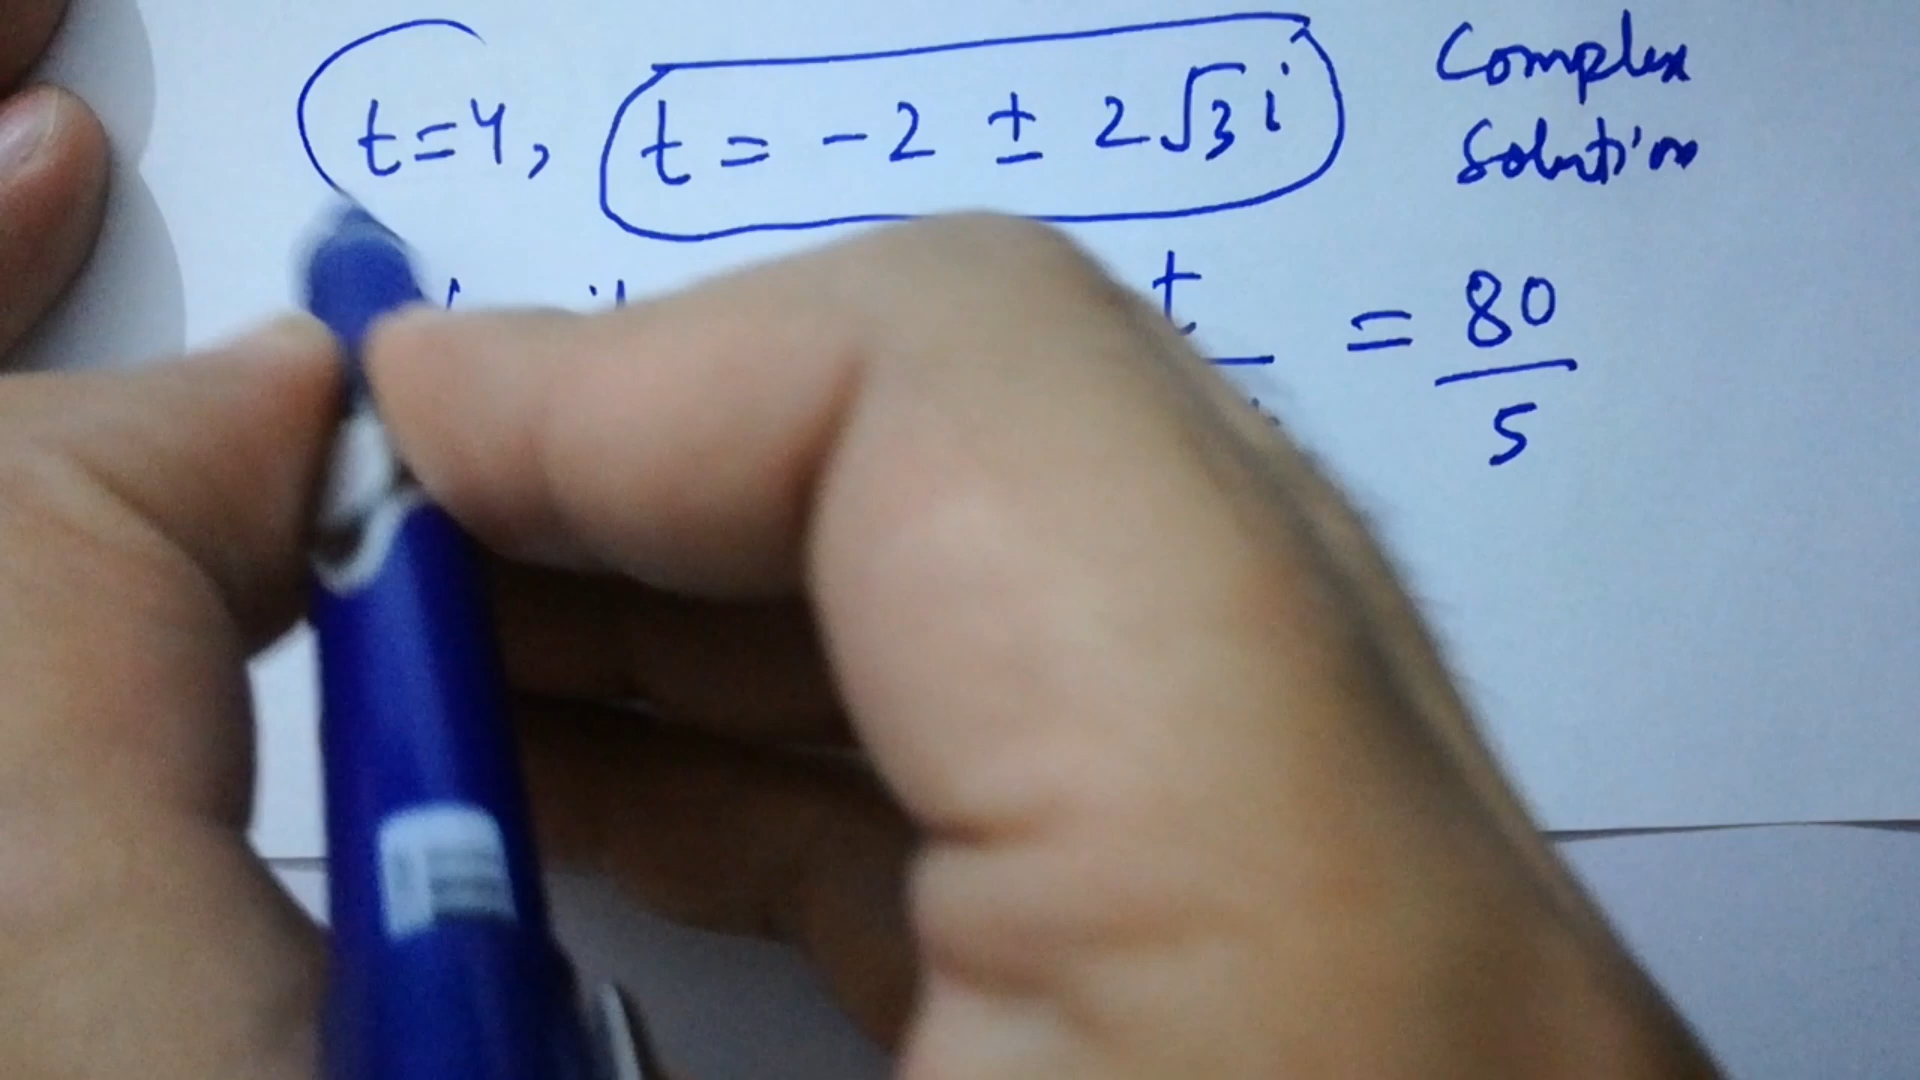 t=4, t = -2 ± 2√3 i Complex
Solution
t = 80
5